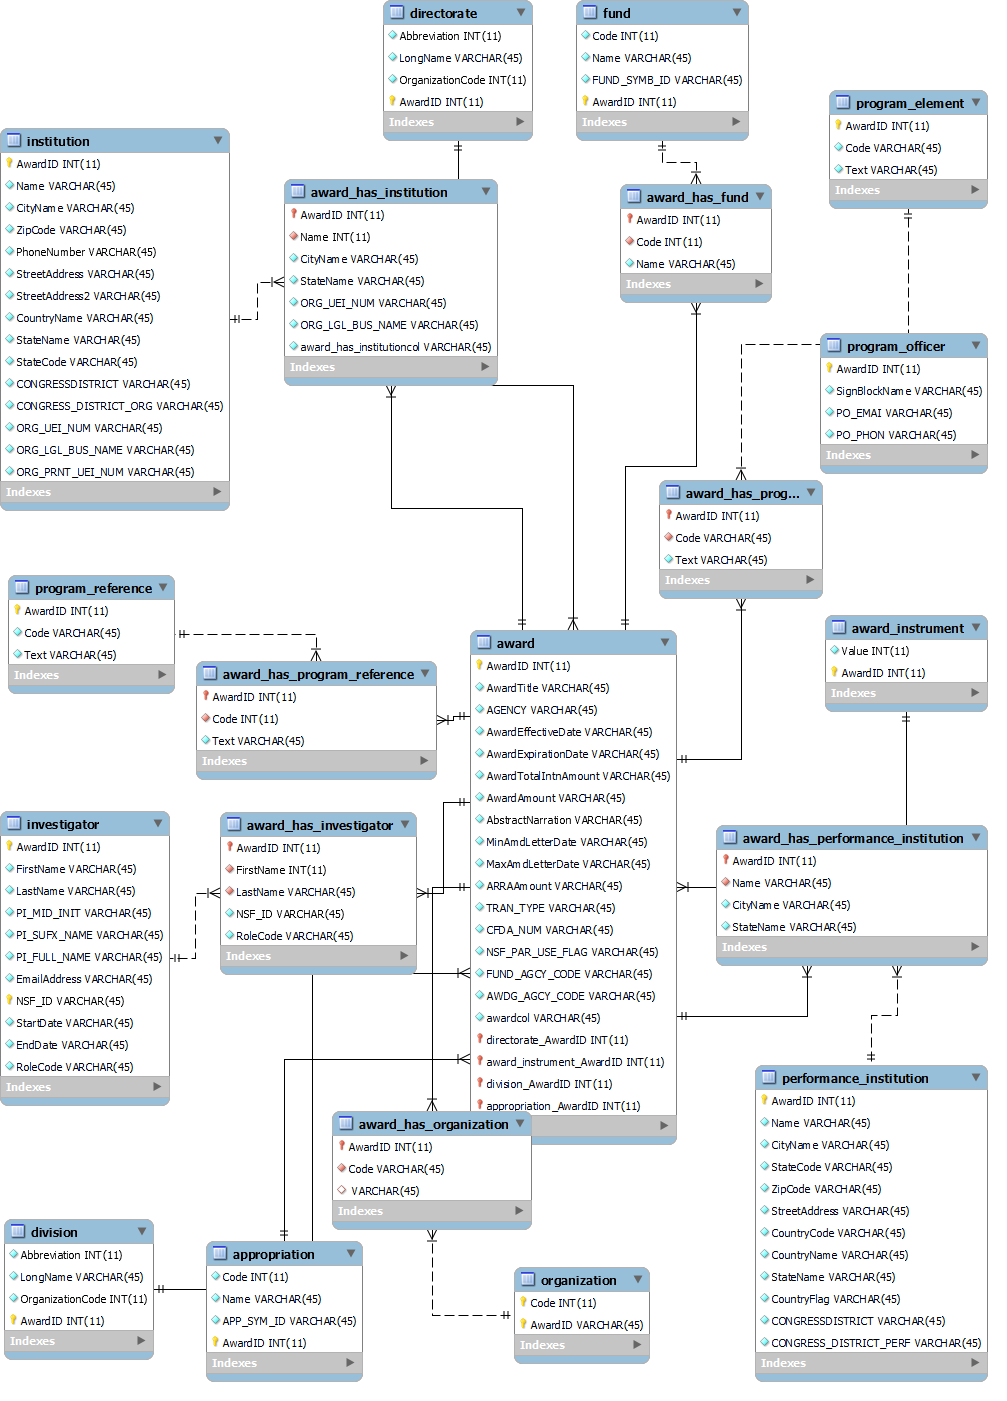 directorate
Abbreviation INT(11)
LongName VARCHAR(45)
OrganizationCode INT(11)
AwardID INT(11)
Indexes
fund
Code INT(11)
Name VARCHAR(45)
FUND_SYMB_ID VARCHAR(45)
AwardID INT(11)
Indexes
program_element
AwardID INT(11)
Code VARCHAR(45)
Text VARCHAR(45)
Indexes
institution
AwardID INT(11)
Name VARCHAR(45)
CityName VARCHAR(45)
ZipCode VARCHAR(45)
PhoneNumber VARCHAR(45)
StreetAddress VARCHAR(45)
StreetAddress2 VARCHAR(45)
CountryName VARCHAR(45)
StateName VARCHAR(45)
StateCode VARCHAR(45)
CONGRESSDISTRICT VARCHAR(45)
CONGRESS_DISTRICT_ORG VARCHAR(45)
ORG_UEI_NUM VARCHAR(45)
ORG_LGL_BUS_NAME VARCHAR(45)
ORG_PRNT_UEI_NUM VARCHAR(45)
Indexes
award_has_institution
AwardID INT(11)
Name INT(11)
CityName VARCHAR(45)
StateName VARCHAR(45)
ORG_UEI_NUM VARCHAR(45)
ORG_LGL_BUS_NAME VARCHAR(45)
award_has_institutioncol VARCHAR(45)
Indexes
award_has_fund
AwardID INT(11)
Code INT(11)
Name VARCHAR(45)
Indexes
program_officer
AwardID INT(11)
SignBlockName VARCHAR(45)
PO_EMAI VARCHAR(45)
PO_PHON VARCHAR(45)
Indexes
award_has_prog...
AwardID INT(11)
Code VARCHAR(45)
Text VARCHAR(45)
Indexes
program_reference
AwardID INT(11)
Code VARCHAR(45)
Text VARCHAR(45)
Indexes
award_has_program_reference
AwardID INT(11)
Code INT(11)
Text VARCHAR(45)
Indexes
award
AwardID INT(11)
AwardTitle VARCHAR(45)
AGENCY VARCHAR(45)
AwardEffectiveDate VARCHAR(45)
AwardExpirationDate VARCHAR(45)
AwardTotalIntnAmount VARCHAR(45)
AwardAmount VARCHAR(45)
AbstractNarration VARCHAR(45)
MinAmdLetterDate VARCHAR(45)
MaxAmdLetterDate VARCHAR(45)
ARRAAmount VARCHAR(45)
TRAN_TYPE VARCHAR(45)
CFDA_NUM VARCHAR(45)
NSF_PAR_USE_FLAG VARCHAR(45)
FUND_AGCY_CODE VARCHAR(45)
AWDG_AGCY_CODE VARCHAR(45)
awardcol VARCHAR(45)
directorate_AwardID INT(11)
award_instrument_AwardID INT(11)
division_AwardID INT(11)
appropriation_AwardID INT(11)
award_instrument
Value INT(11)
AwardID INT(11)
Indexes
investigator
AwardID INT(11)
FirstName VARCHAR(45)
LastName VARCHAR(45)
PI_MID_INIT VARCHAR(45)
PI_SUFX_NAME VARCHAR(45)
PI_FULL_NAME VARCHAR(45)
EmailAddress VARCHAR(45)
NSF_ID VARCHAR(45)
StartDate VARCHAR(45)
EndDate VARCHAR(45)
RoleCode VARCHAR(45)
Indexes
award_has_investigator
AwardID INT(11)
FirstName INT(11)
LastName VARCHAR(45)
NSF_ID VARCHAR(45)
RoleCode VARCHAR(45)
Indexes
award_has_performance_institution
AwardID INT(11)
Name VARCHAR(45)
CityName VARCHAR(45)
StateName VARCHAR(45)
Indexes
performance_institution
AwardID INT(11)
Name VARCHAR(45)
CityName VARCHAR(45)
StateCode VARCHAR(45)
ZipCode VARCHAR(45)
StreetAddress VARCHAR(45)
CountryCode VARCHAR(45)
CountryName VARCHAR(45)
StateName VARCHAR(45)
CountryFlag VARCHAR(45)
CONGRESSDISTRICT VARCHAR(45)
CONGRESS_DISTRICT_PERF VARCHAR(45)
Indexes
award_has_organization
AwardID INT(11)
Code VARCHAR(45)
VARCHAR(45)
Indexes
division
Abbreviation INT(11)
LongName VARCHAR(45)
OrganizationCode INT(11)
AwardID INT(11)
Indexes
appropriation
Code INT(11)
Name VARCHAR(45)
APP_SYM_ID VARCHAR(45)
AwardID INT(11)
Indexes
organization
Code INT(11)
AwardID VARCHAR(45)
Indexes